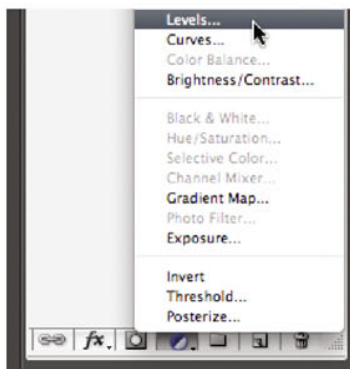 Levels...
Curves...
Color Balance...
Brightness/Contrast...
Black & White...
Hue/Saturation...
Selective Color...
Channel Mixer...
Gradient Map...
Photo Filter...
Exposure...
Invert
Threshold...
Posterize...
fx.